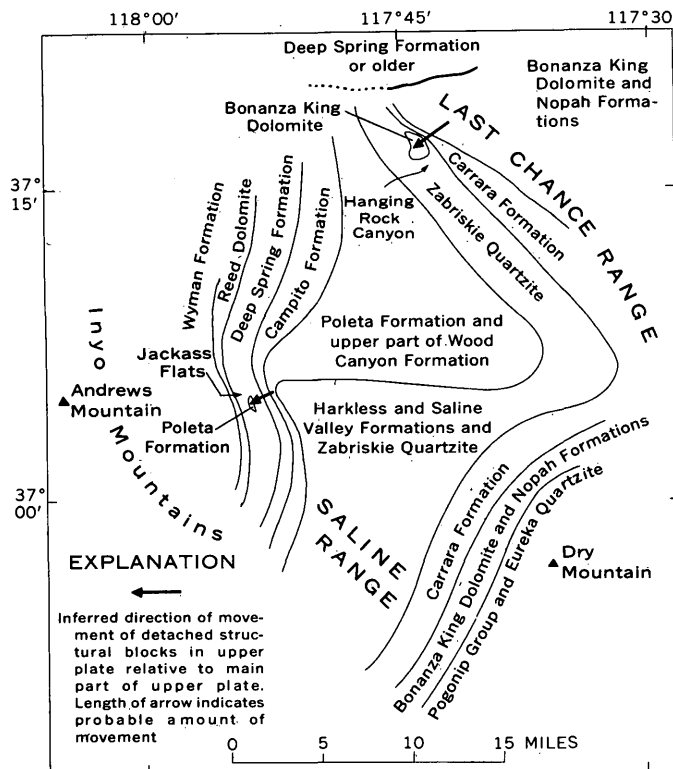 118°00′
117°45′
117°30′
Deep Spring Formation
or older
Bonanza King
Dolomite and
Nopah Forma-
tions
Bonanza King
Dolomite
LAST CHANCE RANGE
37°
15′
Hanging
Rock
Canyon
Carrara Formation
Zabriskie Quartzite
Wyman Formation
Reed Dolomite
Deep Spring Formation
Campito Formation
Poleta Formation and
upper part of Wood
Canyon Formation
Inyo Mountains
Jackass
Flats
Andrews
Mountain
Poleta
Formation
Harkless and Saline
Valley Formations and
Zabriskie Quartzite
37°
00′
SALINE
RANGE
Carrara Formation
Bonanza King Dolomite and Nopah Formations
Pogonip Group and Eureka Quartzite
Dry
Mountain
EXPLANATION
Inferred direction of move-
ment of detached struc-
tural blocks in upper
plate relative to main
part of upper plate.
Length of arrow indicates
probable amount of
movement
0 5 10 15 MILES